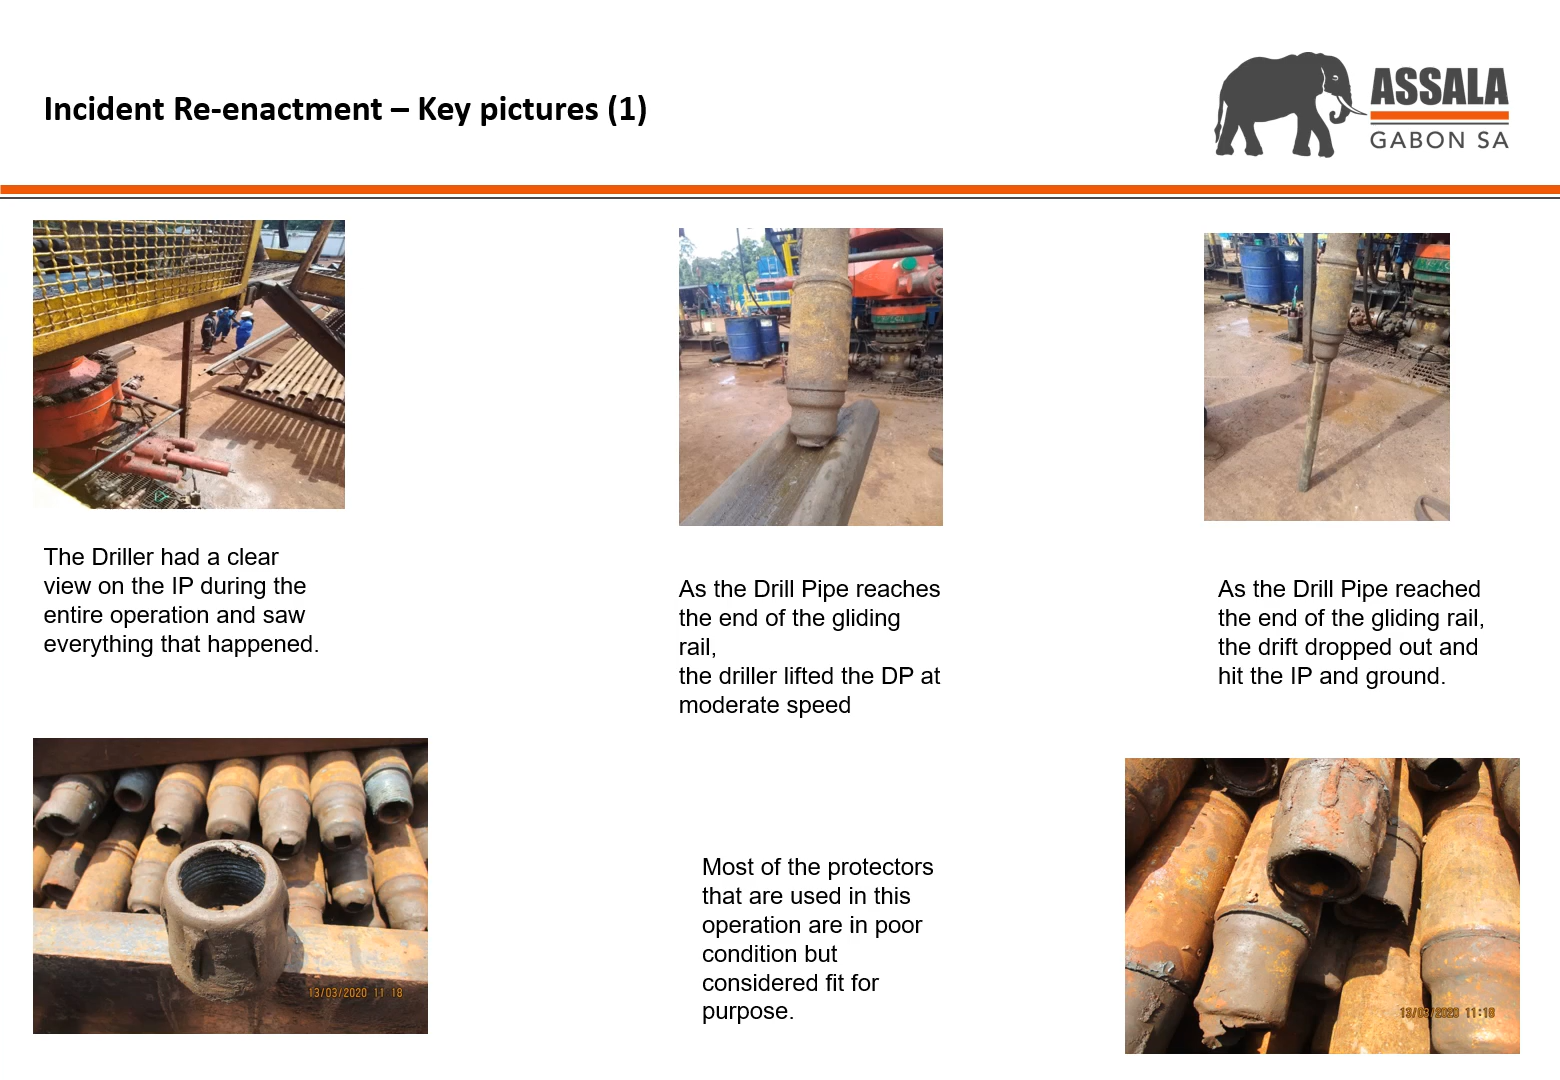 Incident Re-enactment – Key pictures (1)
ASSALA
GABON SA
The Driller had a clear
view on the IP during the
entire operation and saw
everything that happened.
As the Drill Pipe reaches
the end of the gliding
rail,
the driller lifted the DP at
moderate speed
As the Drill Pipe reached
the end of the gliding rail,
the drift dropped out and
hit the IP and ground.
Most of the protectors
that are used in this
operation are in poor
condition but
considered fit for
purpose.
13/03/2020 11 18
13/03/2020 11:18